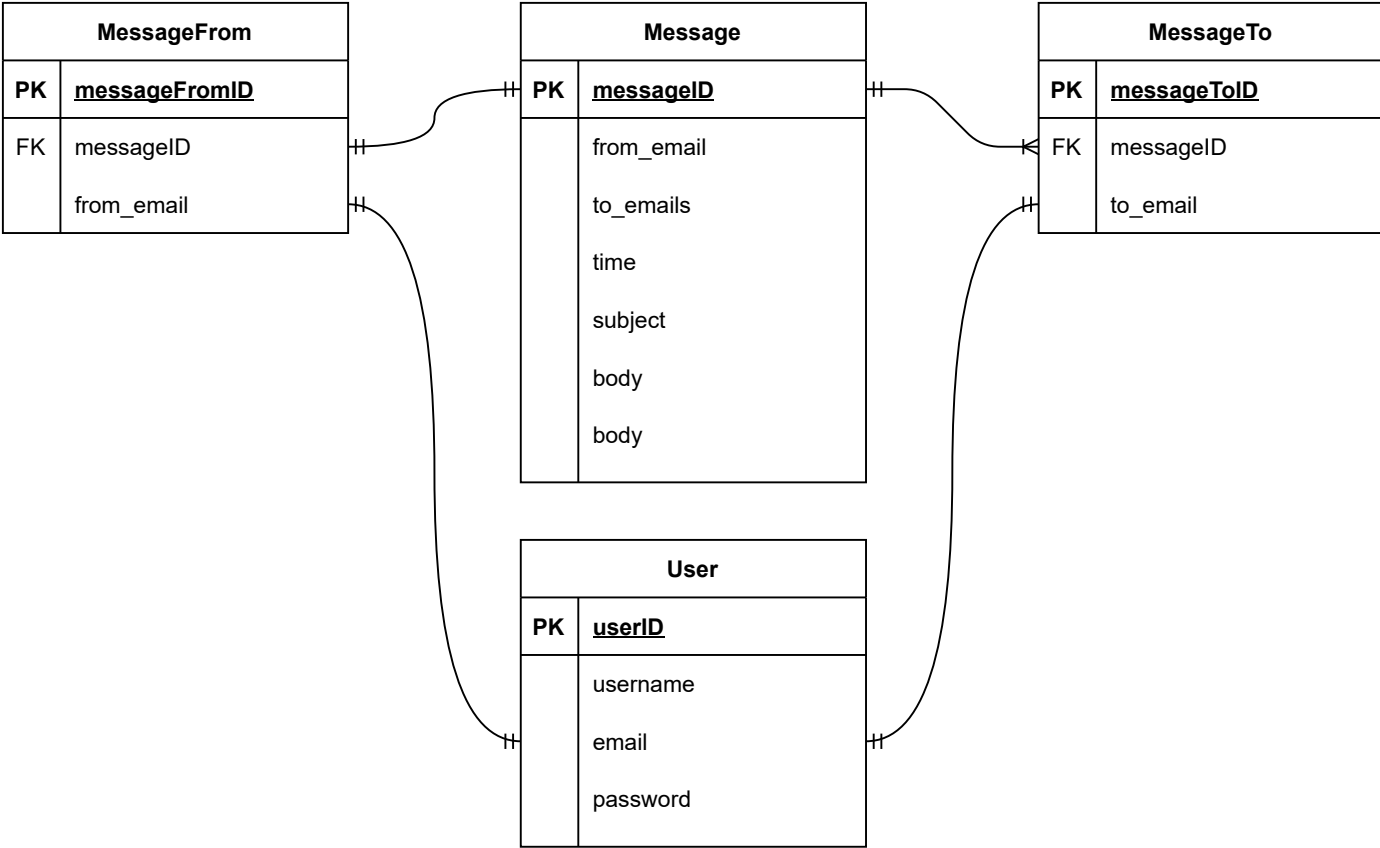 MessageFrom
PK messageFromID
FK messageID
from_email
Message
PK messageID
from_email
to_emails
time
subject
body
body
MessageTo
PK messageToID
FK messageID
to_email
User
PK userID
username
email
password